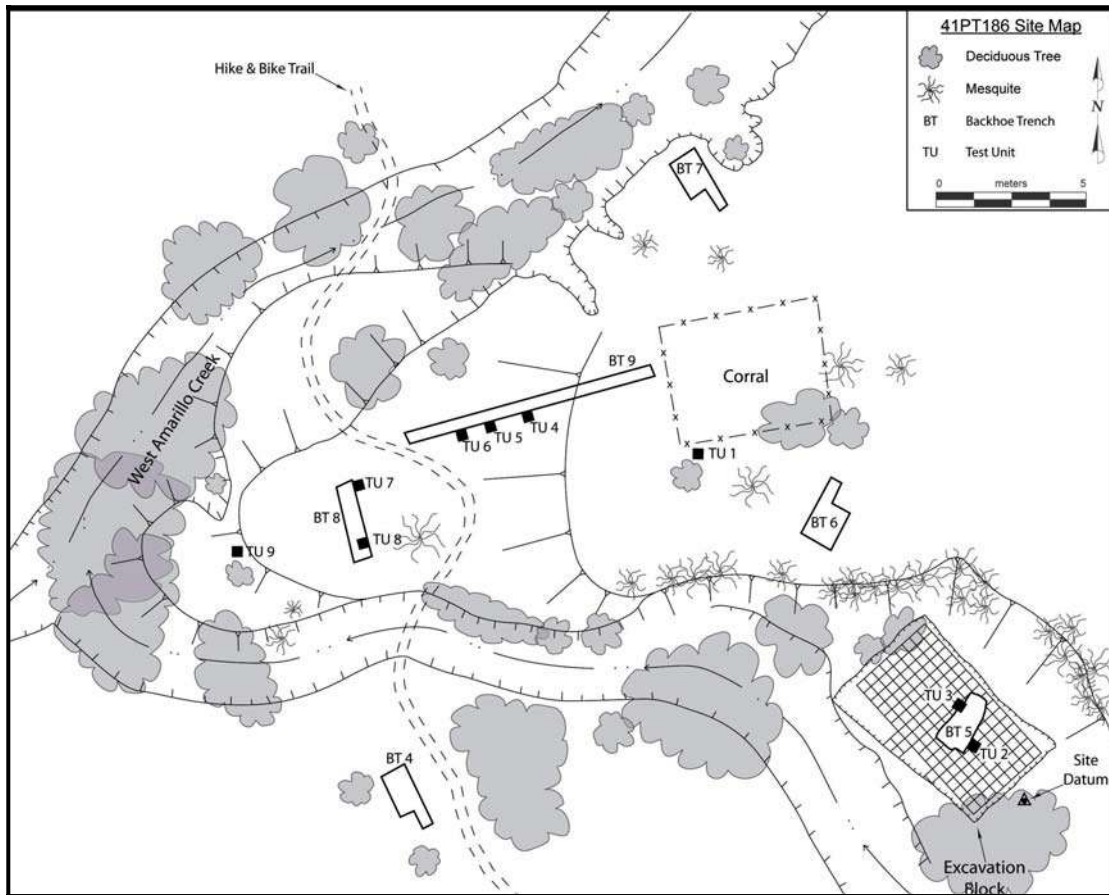 41PT186 Site Map
Deciduous Tree
Mesquite
BT Backhoe Trench
TU Test Unit
N
0 meters 5
Hike & Bike Trail
BT 7
West Amarillo Creek
BT 9
Corral
TU 4
TU 5
TU 6
TU 1
TU 7
BT 8
TU 8
TU 9
BT 6
TU 3
BT 5
TU 2
BT 4
Site
Datum
Excavation
Block